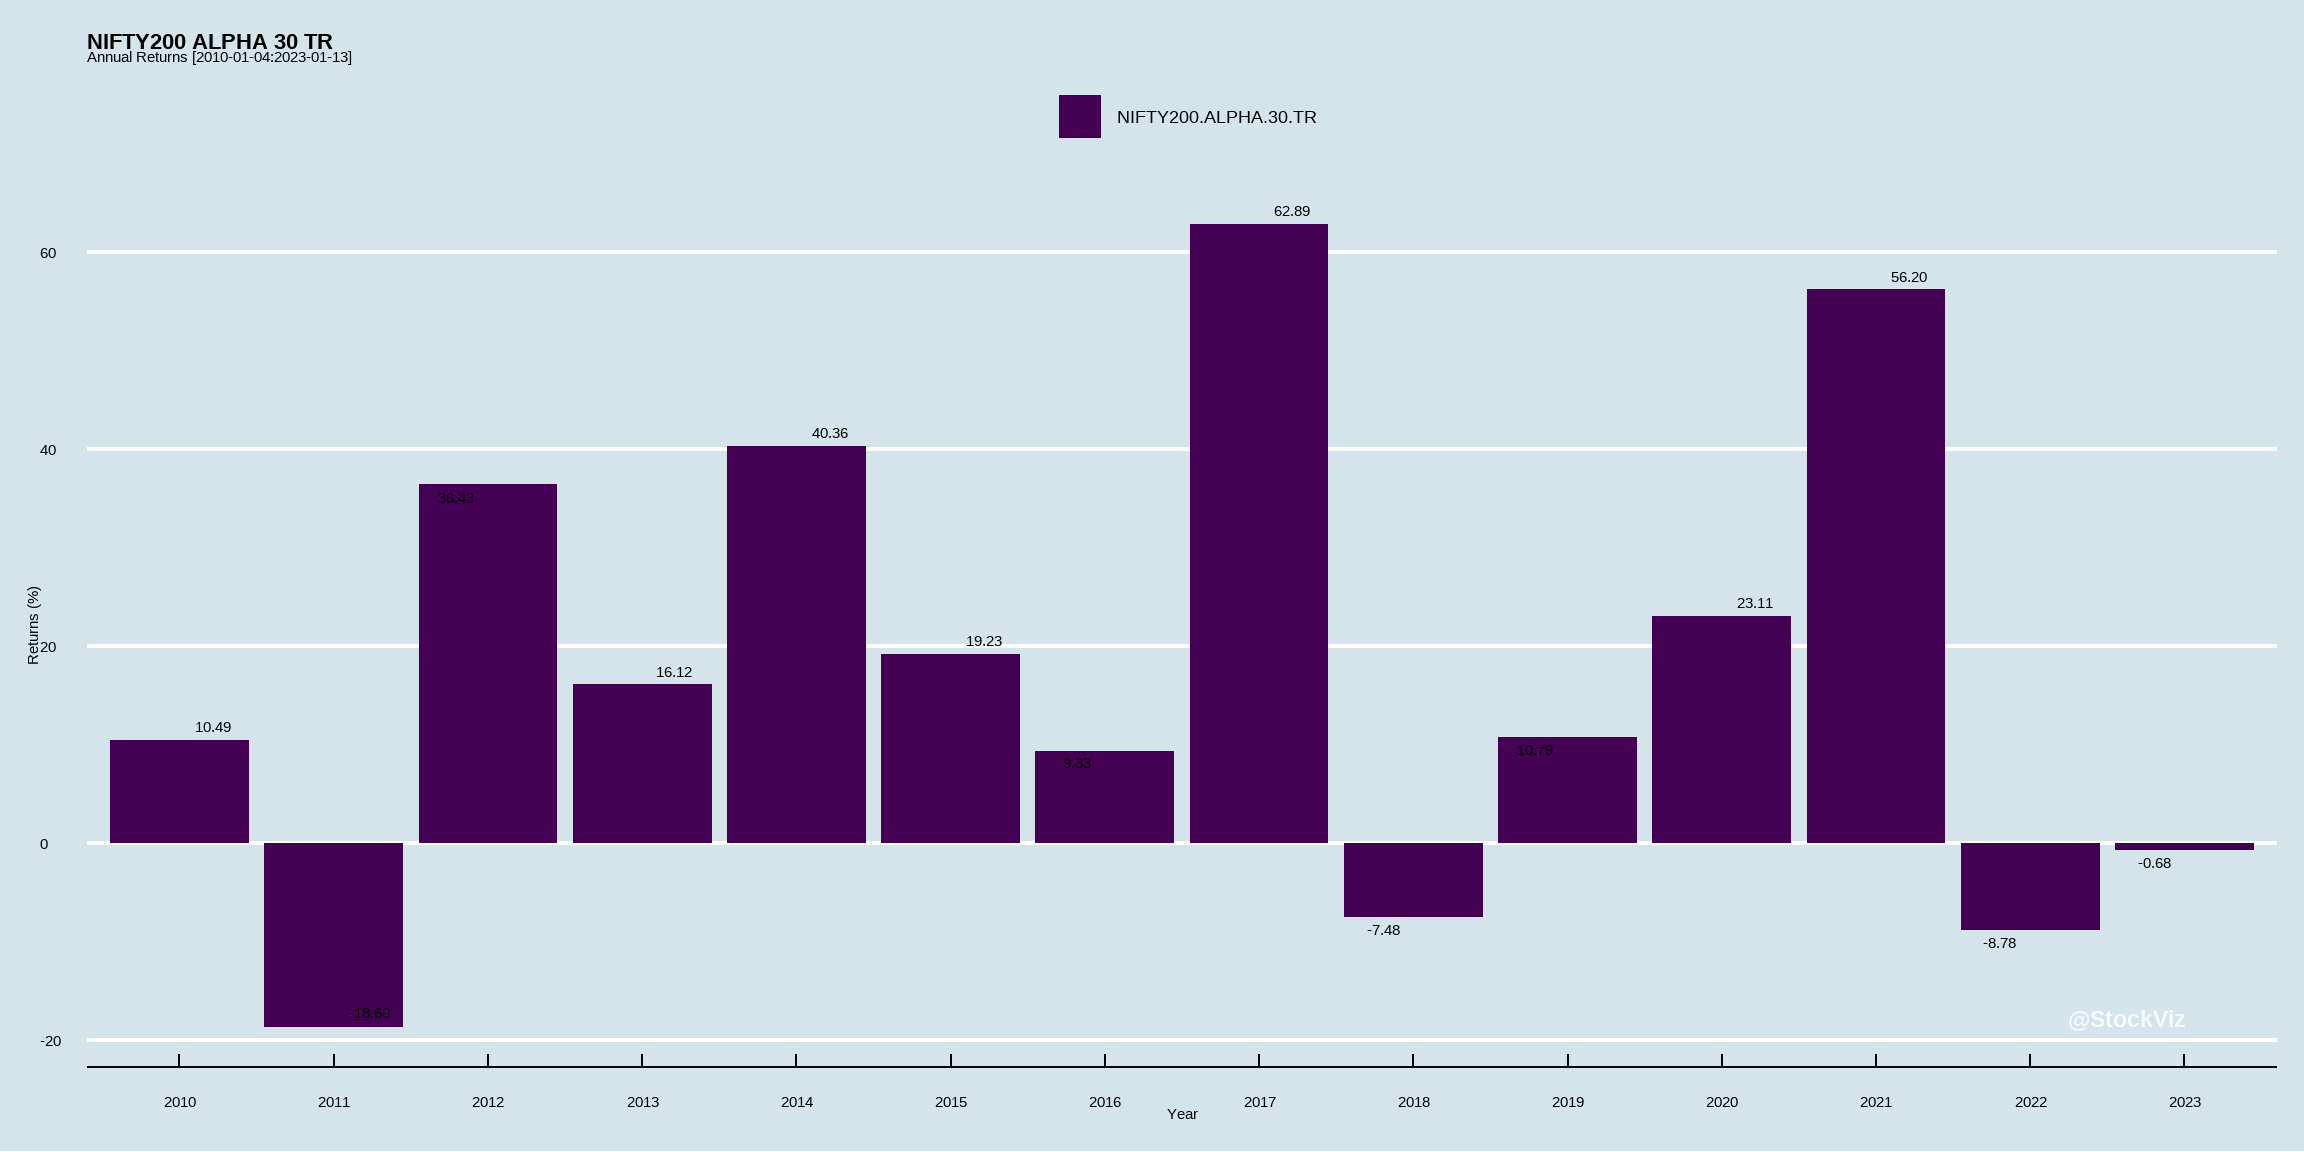 NIFTY200 ALPHA 30 TR
Annual Returns [2010-01-04:2023-01-13]
NIFTY200.ALPHA.30.TR
62.89
60
56.20
40.36
40
36.43
Returns (%)
23.11
19.23
20
16.12
10.49
10.79
9.33
0
-0.68
-7.48
-8.78
-18.60
@StockViz
-20
2010 2011 2012 2013 2014 2015 2016 2017 2018 2019 2020 2021 2022 2023
Year